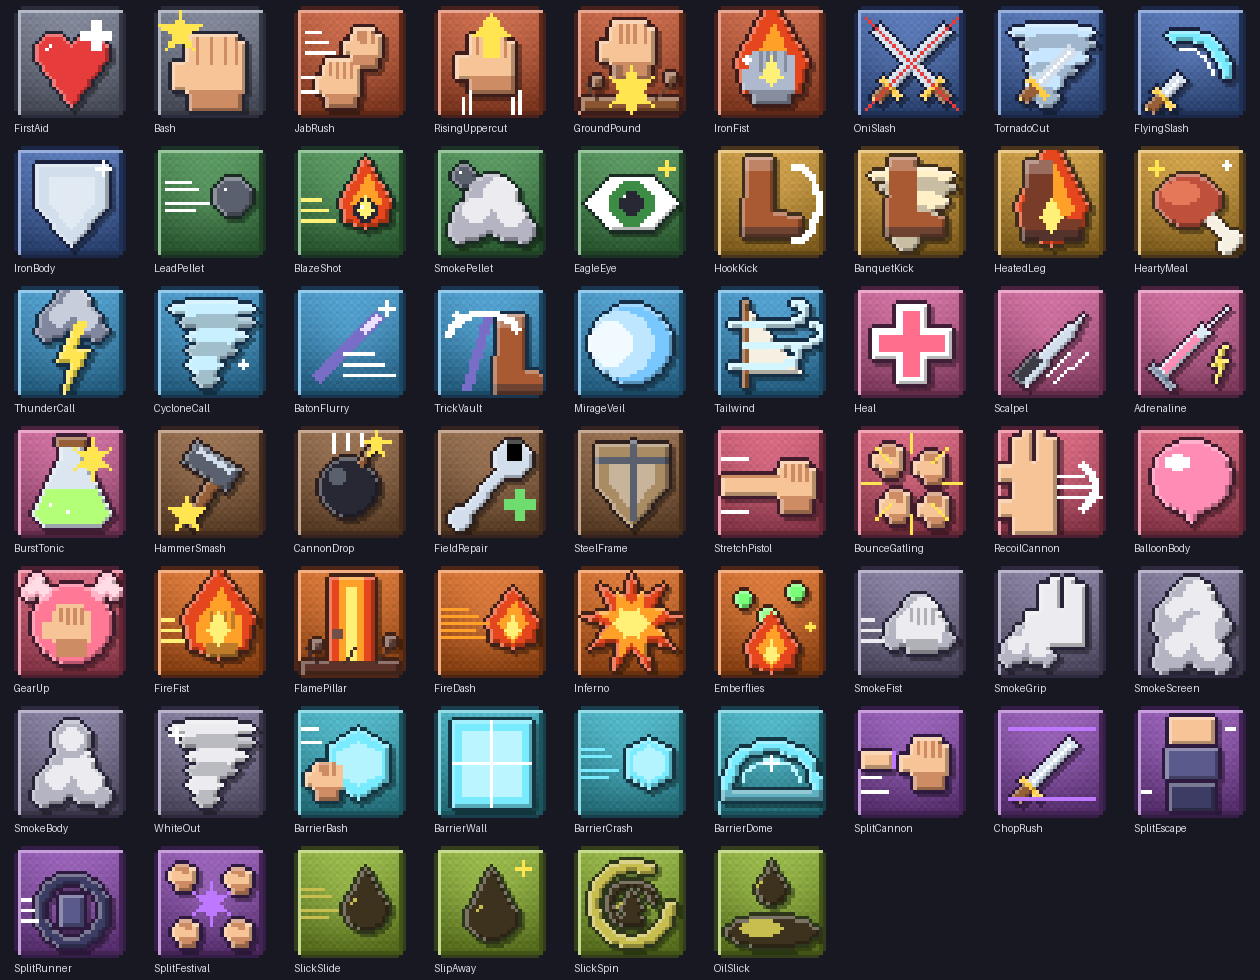 FirstAid Bash JabRush RisingUppercut GroundPound IronFist OniSlash TornadoCut FlyingSlash
IronBody LeadPellet BlazeShot SmokePellet EagleEye HookKick BanquetKick HeatedLeg HeartyMeal
ThunderCall CycloneCall BatonFlurry TrickVault MirageVeil Tailwind Heal Scalpel Adrenaline
BurstTonic HammerSmash CannonDrop FieldRepair SteelFrame StretchPistol BounceGatling RecoilCannon BalloonBody
GearUp FireFist FlamePillar FireDash Inferno Emberflies SmokeFist SmokeGrip SmokeScreen
SmokeBody WhiteOut BarrierBash BarrierWall BarrierCrash BarrierDome SplitCannon ChopRush SplitEscape
SplitRunner SplitFestival SlickSlide SlipAway SlickSpin OilSlick